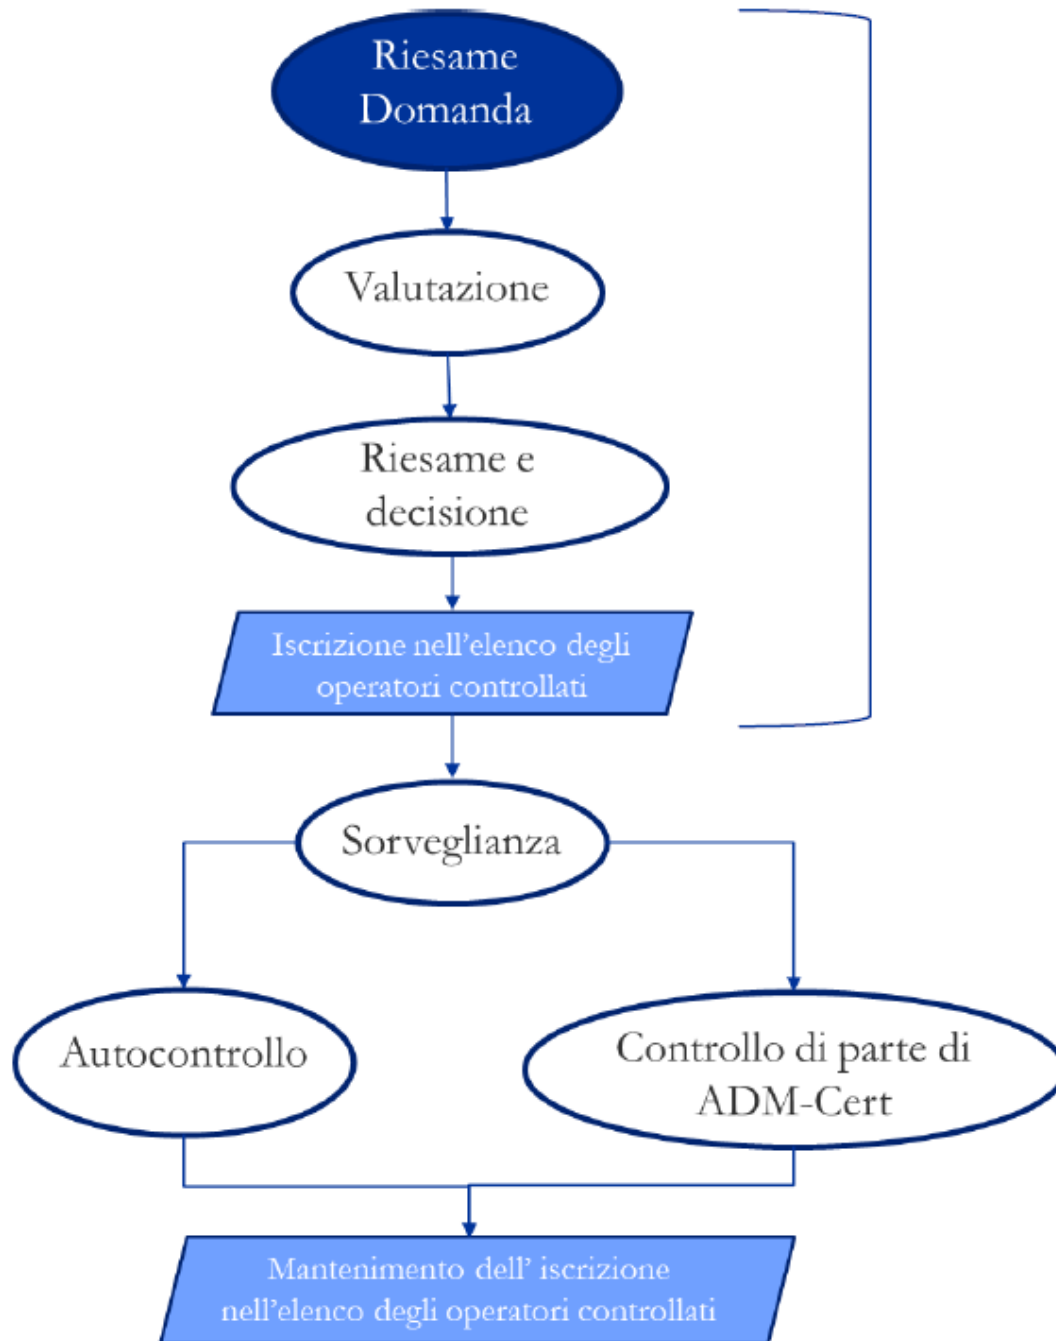 Riesame
Domanda
Valutazione
Riesame e
decisione
Iscrizione nell'elenco degli
operatori controllati
Sorveglianza
Autocontrollo
Controllo di parte di
ADM-Cert
Mantenimento dell' iscrizione
nell'elenco degli operatori controllati